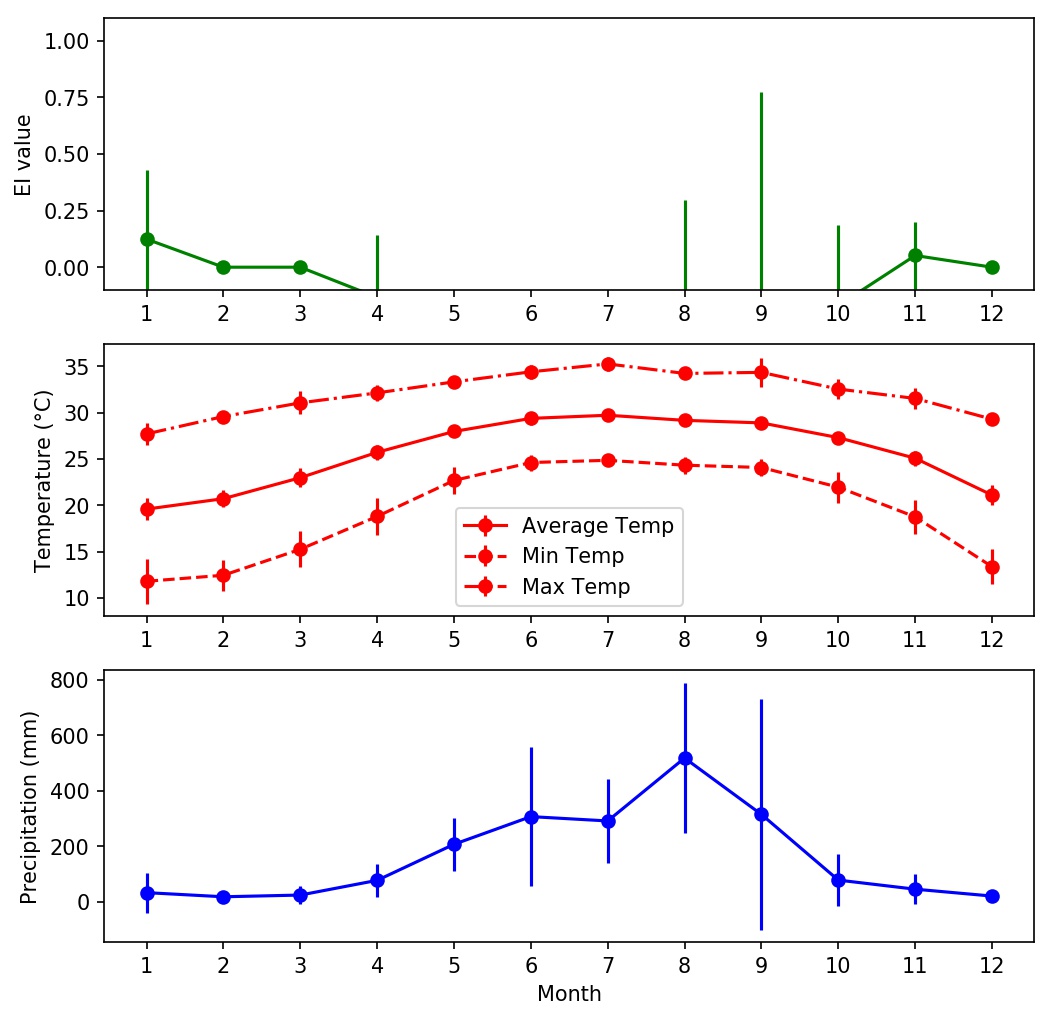 1.00
0.75
0.50
0.25
0.00
EI value
1 2 3 4 5 6 7 8 9 10 11 12
35
30
25
20
15
10
Temperature (°C)
Average Temp
Min Temp
Max Temp
1 2 3 4 5 6 7 8 9 10 11 12
800
600
400
200
0
Precipitation (mm)
1 2 3 4 5 6 7 8 9 10 11 12
Month